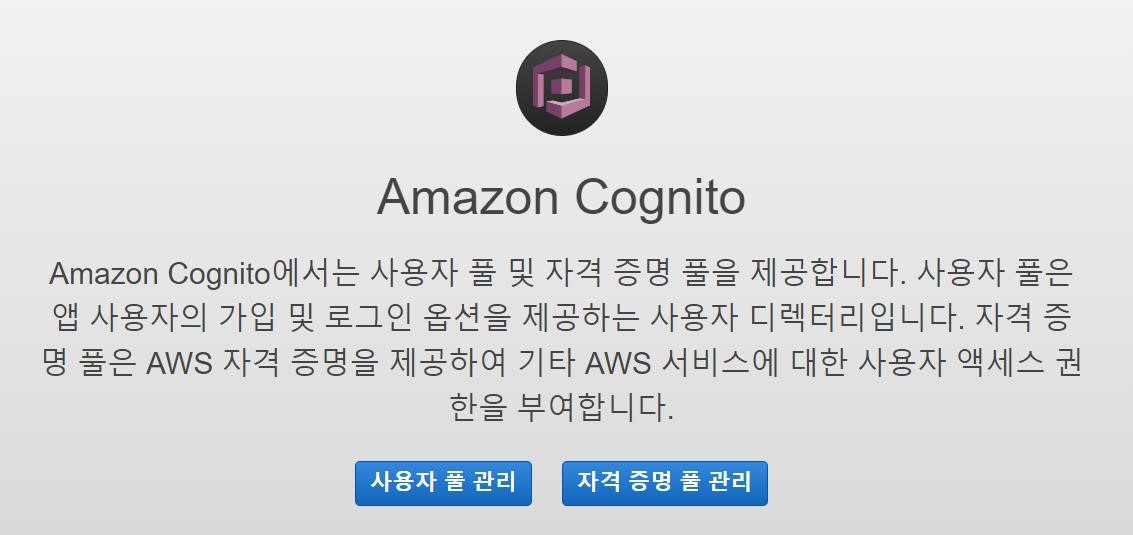 Amazon Cognito
Amazon Cognito에서는 사용자 풀 및 자격 증명 풀을 제공합니다. 사용자 풀은
앱 사용자의 가입 및 로그인 옵션을 제공하는 사용자 디렉터리입니다. 자격 증
명 풀은 AWS 자격 증명을 제공하여 기타 AWS 서비스에 대한 사용자 액세스 권
한을 부여합니다.
사용자 풀 관리
자격 증명 풀 관리